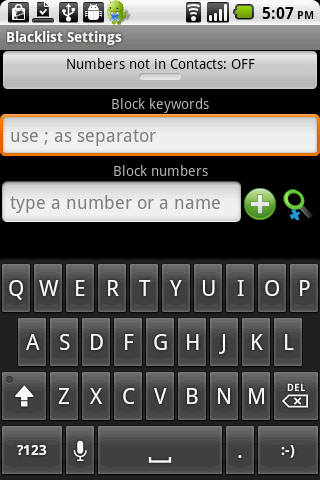 5:07 PM
Blacklist Settings
Numbers not in Contacts: OFF
Block keywords
use ; as separator
Block numbers
type a number or a name
Q W E R T Y U I O P
A S D F G H J K L
Z X C V B N M DEL
?123 . :-)